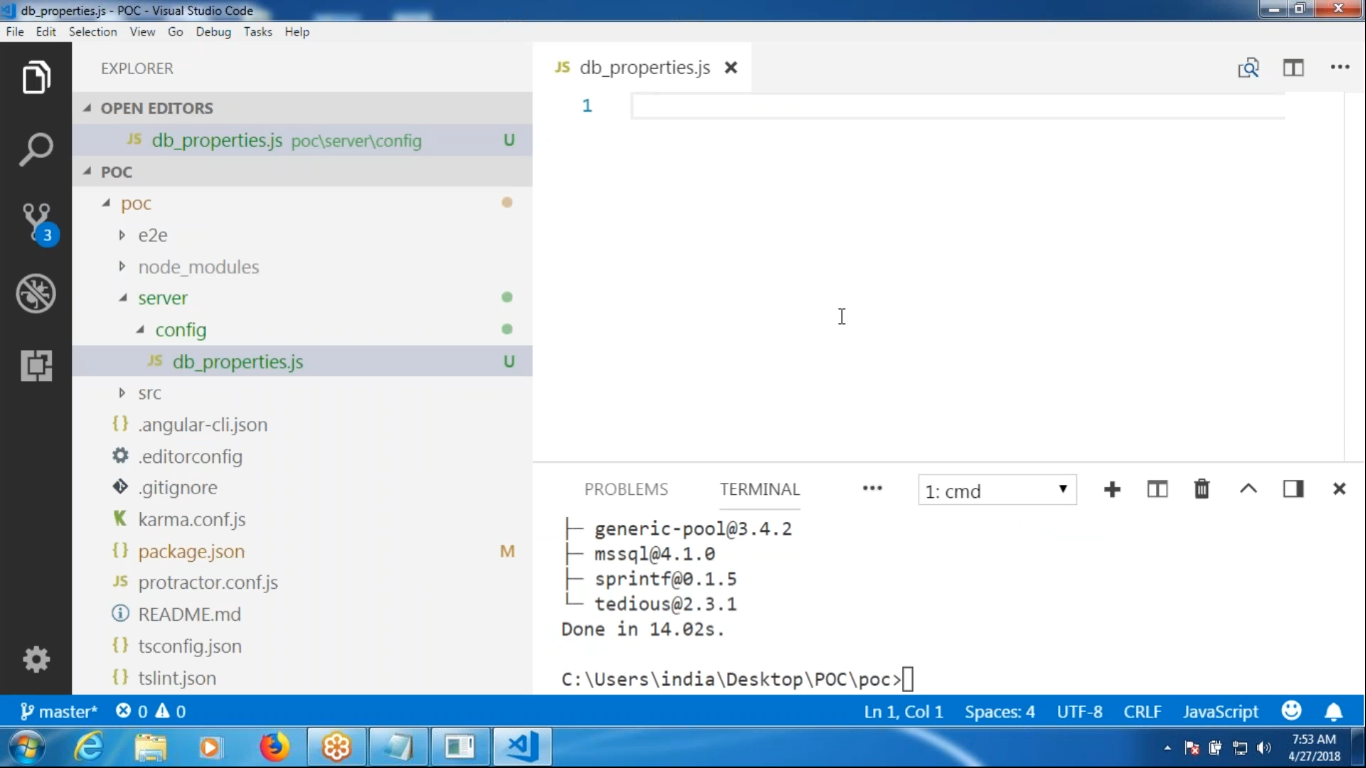 db_properties.js - POC - Visual Studio Code
File Edit Selection View Go Debug Tasks Help
EXPLORER
OPEN EDITORS
JS db_properties.js poc\server\config U
POC
poc
e2e
node_modules
server
config
JS db_properties.js U
src
{} .angular-cli.json
.editorconfig
.gitignore
karma.conf.js
{} package.json M
JS protractor.conf.js
README.md
{} tsconfig.json
{} tslint.json
3
JS db_properties.js
1
PROBLEMS TERMINAL ... 1: cmd
├─ generic-pool@3.4.2
├─ mssql@4.1.0
├─ sprintf@0.1.5
└─ tedious@2.3.1
Done in 14.02s.
C:\Users\india\Desktop\POC\poc>
master* 0 0 Ln 1, Col 1 Spaces: 4 UTF-8 CRLF JavaScript
7:53 AM
4/27/2018